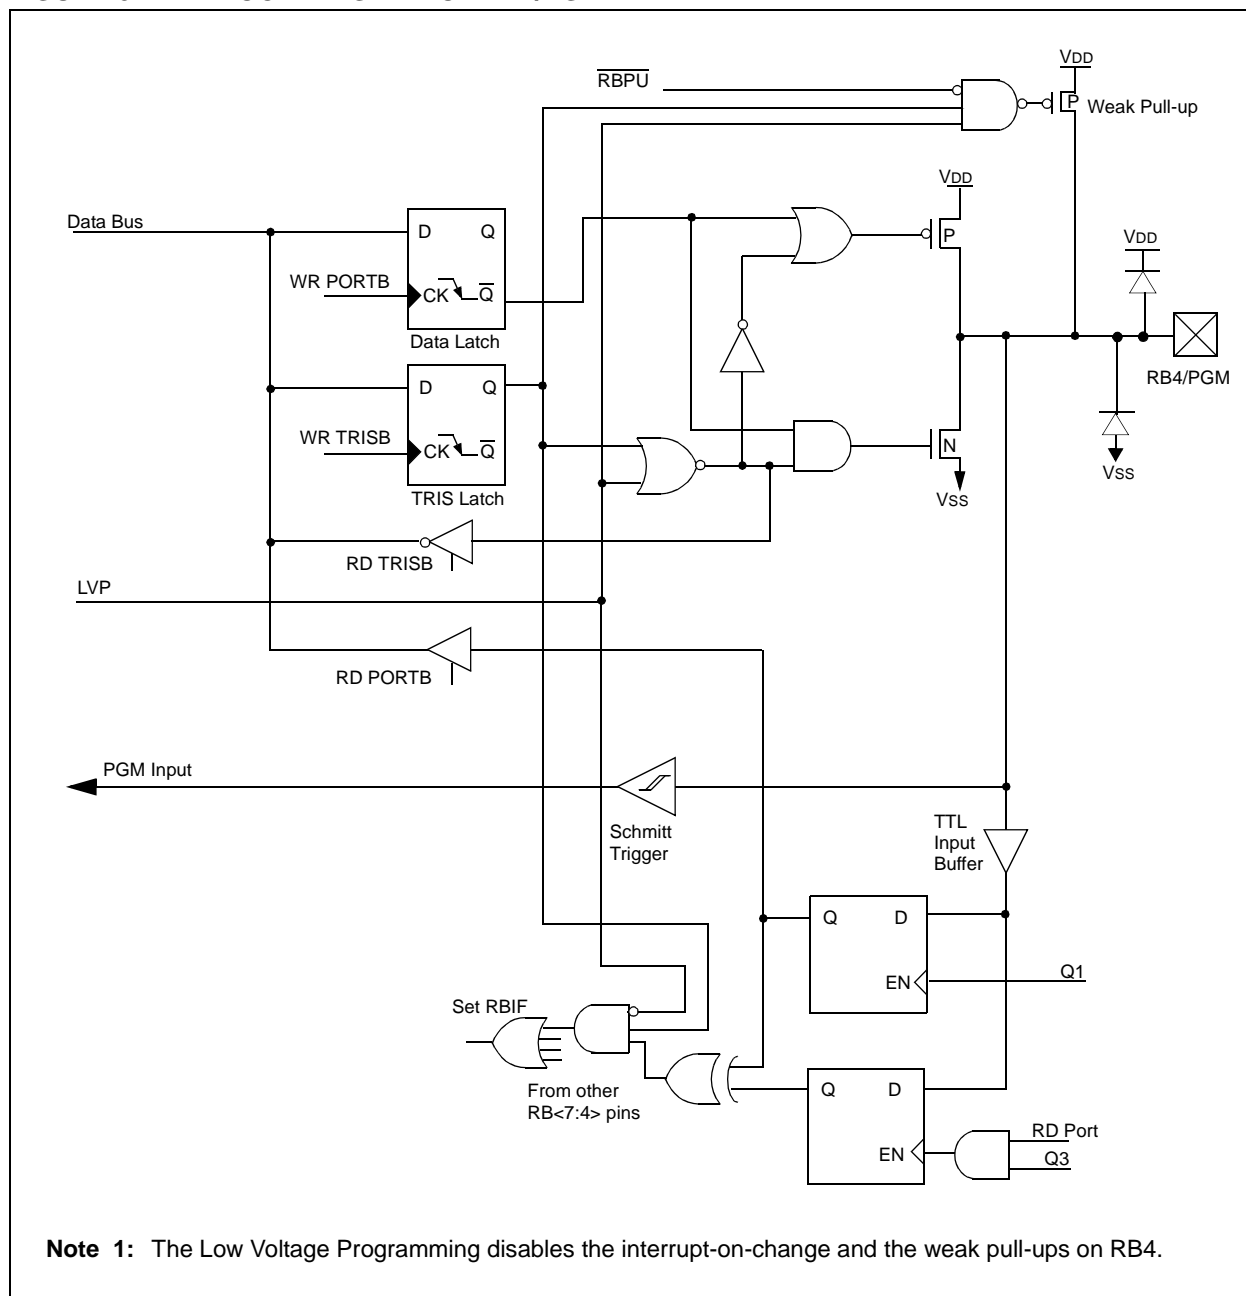 RBPU
VDD
P
Weak Pull-up
VDD
Data Bus
D
Q
P
VDD
WR PORTB
CK
Q
Data Latch
RB4/PGM
D
Q
WR TRISB
CK
Q
N
VSS
TRIS Latch
VSS
RD TRISB
LVP
RD PORTB
PGM Input
Schmitt
Trigger
TTL
Input
Buffer
Q
D
EN
Q1
Set RBIF
From other
RB<7:4> pins
Q
D
EN
RD Port
Q3
Note 1: The Low Voltage Programming disables the interrupt-on-change and the weak pull-ups on RB4.